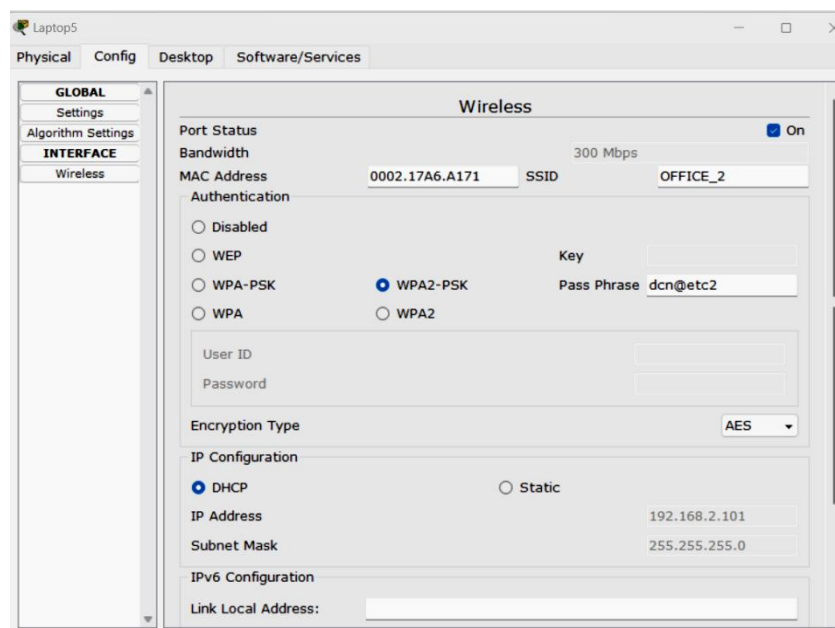 Laptop5
Physical Config Desktop Software/Services
GLOBAL
Settings
Algorithm Settings
INTERFACE
Wireless
Wireless
Port Status On
Bandwidth 300 Mbps
MAC Address 0002.17A6.A171 SSID OFFICE_2
Authentication
Disabled
WEP Key
WPA-PSK WPA2-PSK Pass Phrase dcn@etc2
WPA WPA2
User ID
Password
Encryption Type AES
IP Configuration
DHCP Static
IP Address 192.168.2.101
Subnet Mask 255.255.255.0
IPv6 Configuration
Link Local Address: